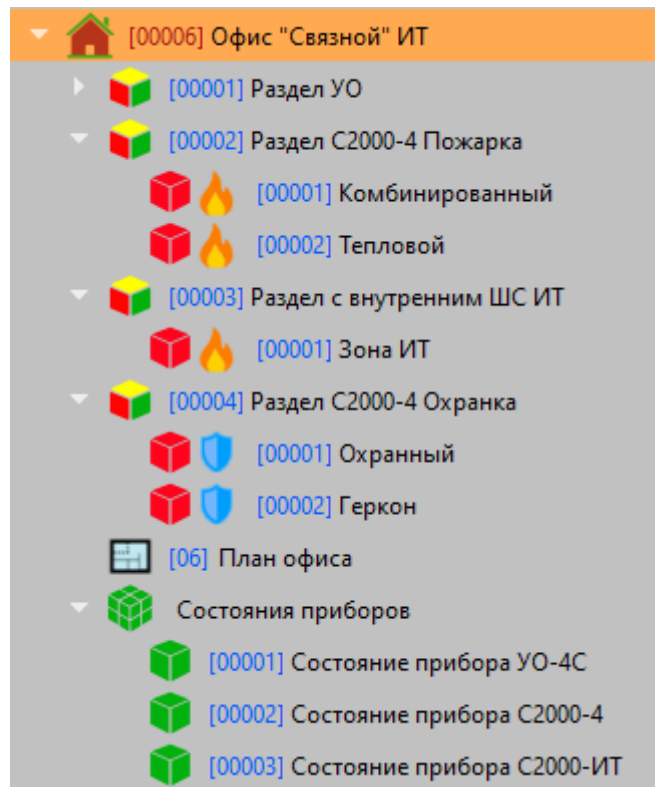 [00006] Офис "Связной" ИТ
[00001] Раздел УО
[00002] Раздел С2000-4 Пожарка
[00001] Комбинированный
[00002] Тепловой
[00003] Раздел с внутренним ШС ИТ
[00001] Зона ИТ
[00004] Раздел С2000-4 Охранка
[00001] Охранный
[00002] Геркон
[06] План офиса
Состояния приборов
[00001] Состояние прибора УО-4С
[00002] Состояние прибора С2000-4
[00003] Состояние прибора С2000-ИТ